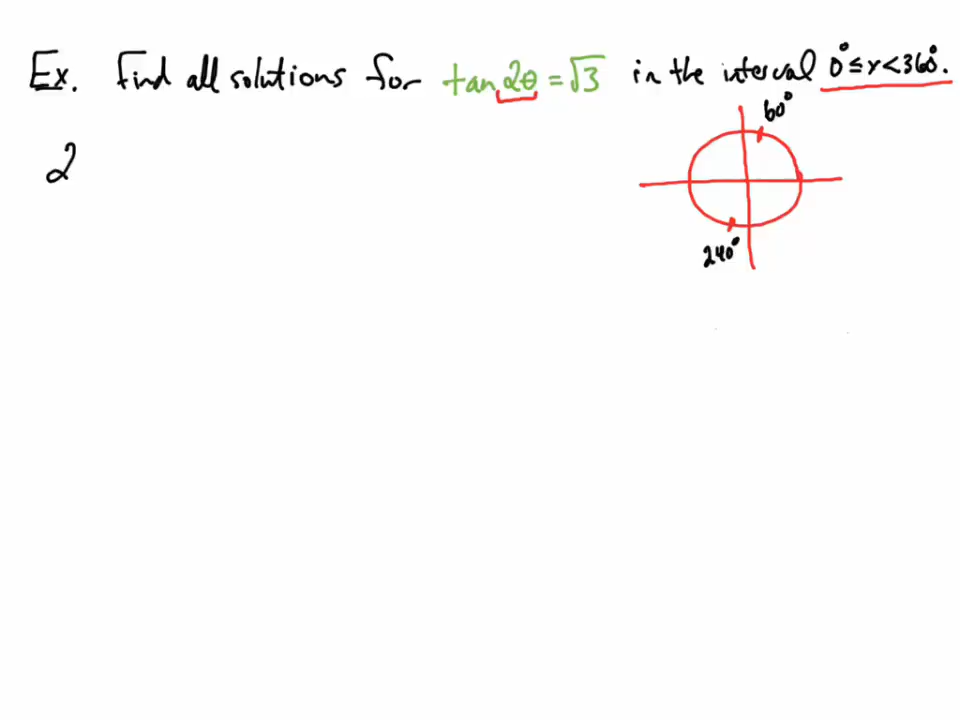 Ex. Find all solutions for tan 2θ = √3 in the interval 0° ≤ x < 360°.
60°
2
240°